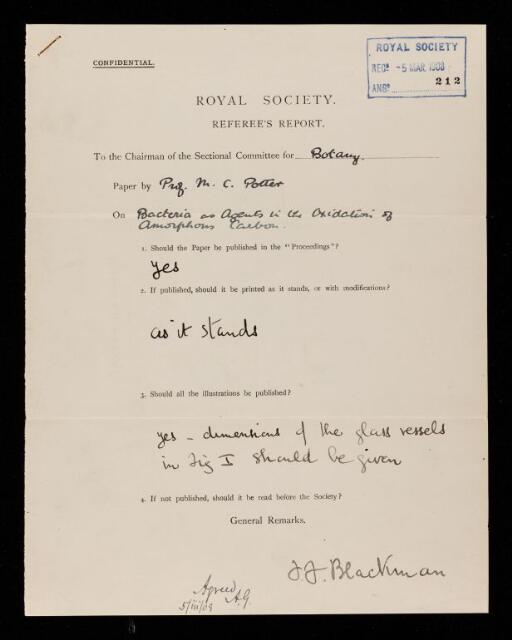 CONFIDENTIAL.
ROYAL SOCIETY
RECD -5 MAR 1908
212
ANSD
ROYAL SOCIETY.
REFEREE'S REPORT.
To the Chairman of the Sectional Committee for Botany.
Paper by Prof. M. C. Potter
On Bacteria as Agents in the Oxidation of
Amorphous Carbon.
1. Should the Paper be published in the "Proceedings"?
yes
2. If published, should it be printed as it stands, or with modifications?
as it stands
3. Should all the illustrations be published?
yes - dimensions of the glass vessels
in fig I should be given
4. If not published, should it be read before the Society?
General Remarks.
F. F. Blackman
Agreed
A.G.
5/iii/08